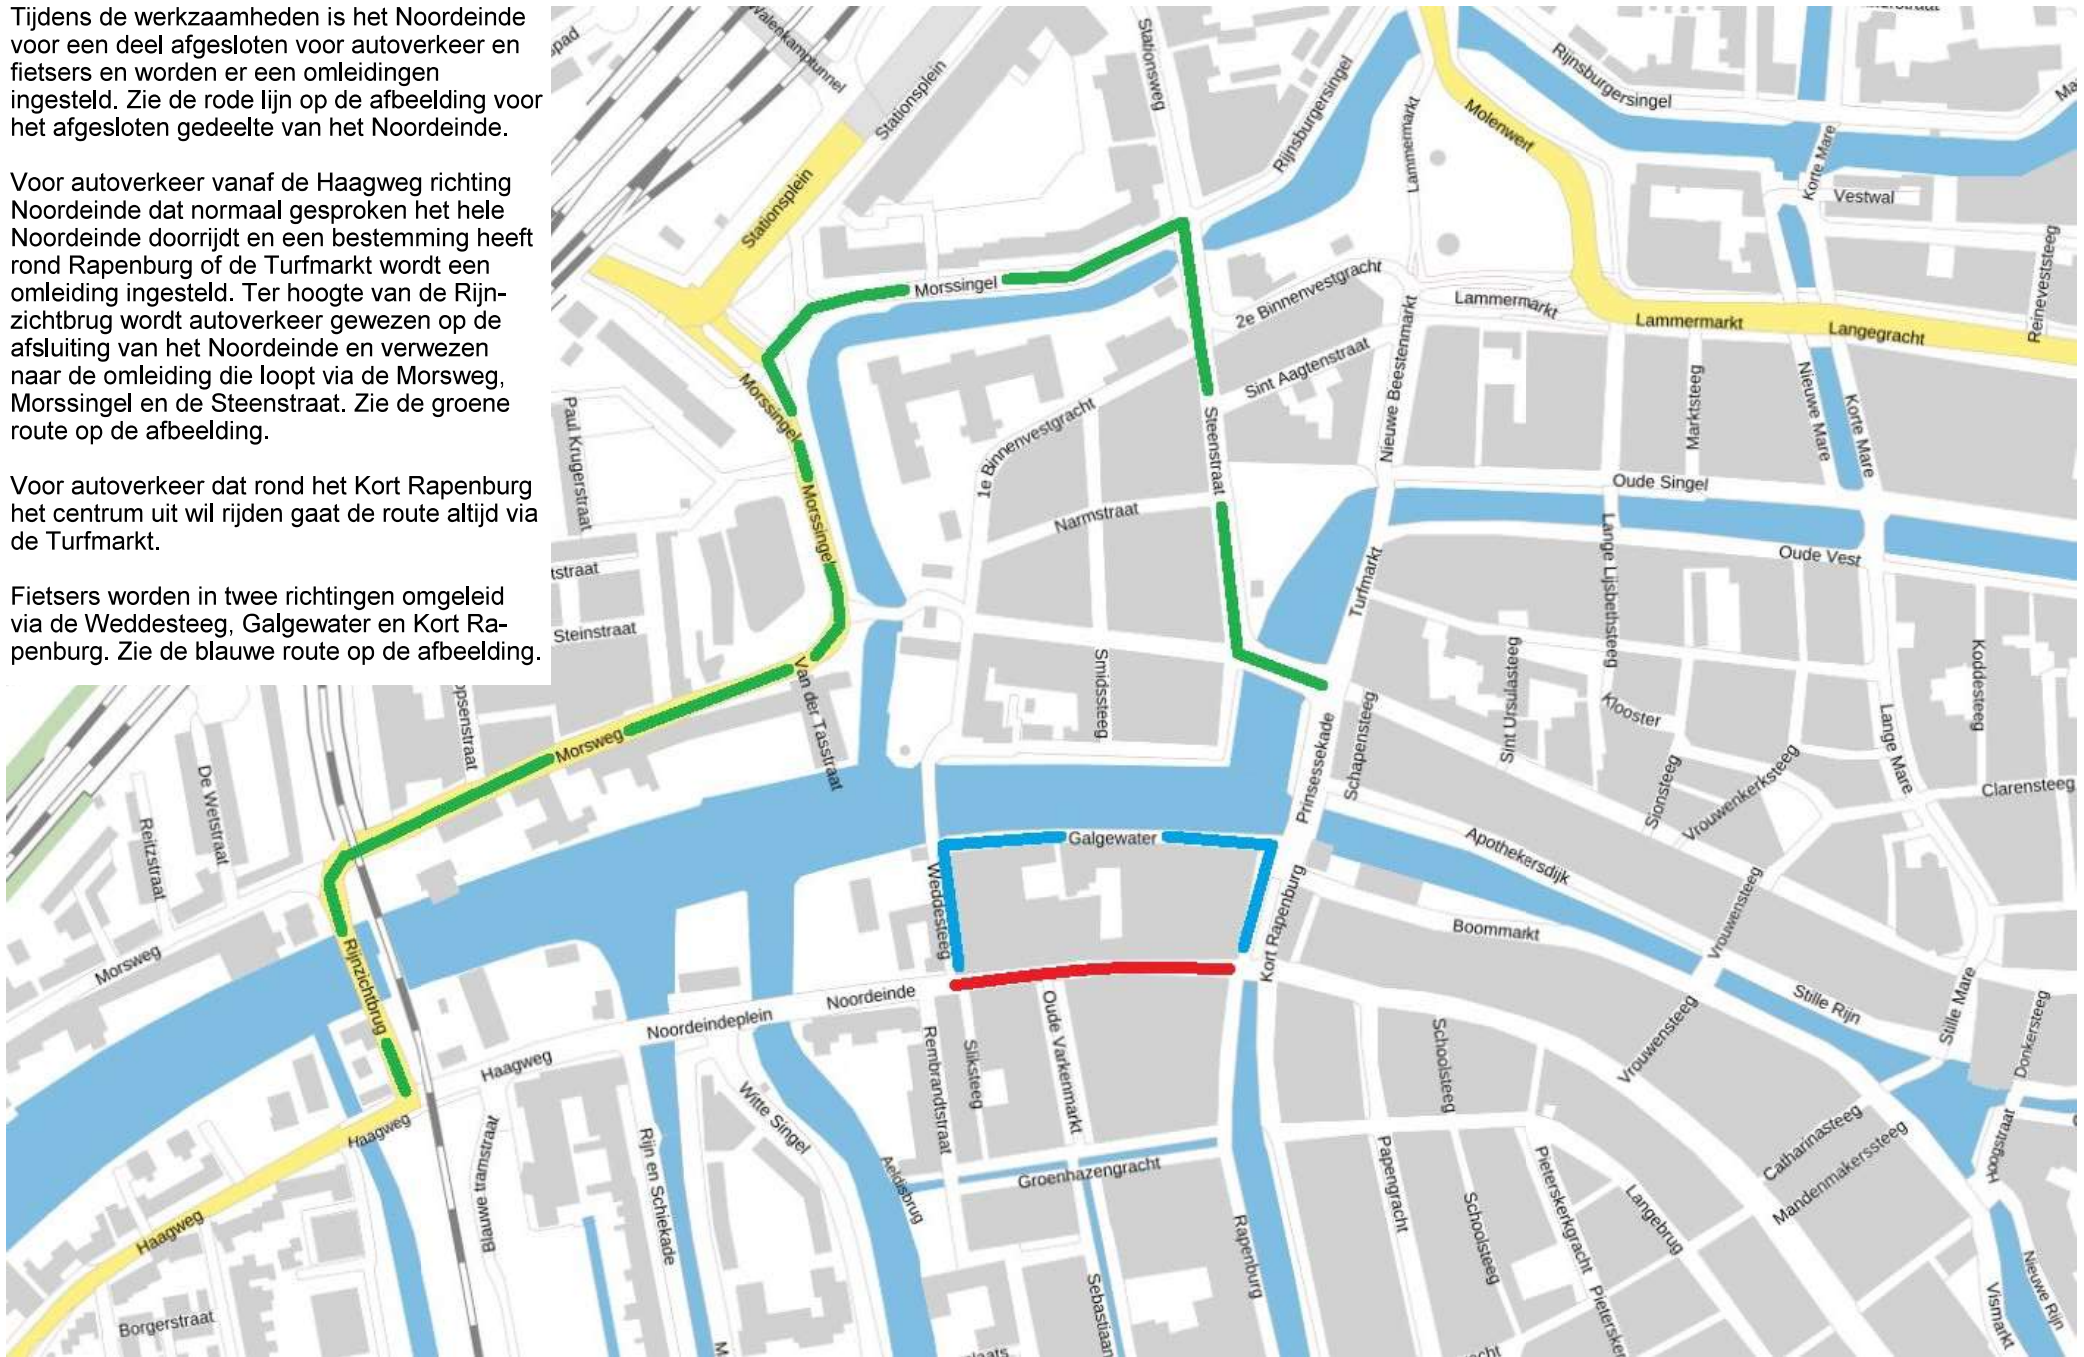 Tijdens de werkzaamheden is het Noordeinde
voor een deel afgesloten voor autoverkeer en
fietsers en worden er een omleidingen
ingesteld. Zie de rode lijn op de afbeelding voor
het afgesloten gedeelte van het Noordeinde.
Voor autoverkeer vanaf de Haagweg richting
Noordeinde dat normaal gesproken het hele
Noordeinde doorrijdt en een bestemming heeft
rond Rapenburg of de Turfmarkt wordt een
omleiding ingesteld. Ter hoogte van de Rijn-
zichtbrug wordt autoverkeer gewezen op de
afsluiting van het Noordeinde en verwezen
naar de omleiding die loopt via de Morsweg,
Morssingel en de Steenstraat. Zie de groene
route op de afbeelding.
Voor autoverkeer dat rond het Kort Rapenburg
het centrum uit wil rijden gaat de route altijd via
de Turfmarkt.
Fietsers worden in twee richtingen omgeleid
via de Weddesteeg, Galgewater en Kort Ra-
penburg. Zie de blauwe route op de afbeelding.
Stationsplein
Stationsplein
Stationsweg
Rijnsburgersingel
Lammermarkt
Molenwerf
Rijnsburgersingel
Korte Mare
Vestwal
Reineveststeeg
Morssingel
2e Binnenvestgracht
Lammermarkt
Lammermarkt
Langegracht
Sint Aagtenstraat
Nieuwe Beestenmarkt
Marktsteeg
Nieuwe Mare
Korte Mare
Morssingel
Morssingel
Paul Krugerstraat
1e Binnenvestgracht
Steenstraat
Narmstraat
Oude Singel
Oude Vest
Lange Lijsbethsteeg
Turfmarkt
tstraat
Steinstraat
Van der Tasstraat
Smidssteeg
Sint Ursulasteeg
Klooster
Koddesteeg
Lange Mare
Schapensteeg
Prinsessekade
Sionsteeg
Vrouwenkerksteeg
Clarensteeg
Morsweg
De Wetstraat
Reitzstraat
Morsweg
Rijnzichtbrug
Galgewater
Weddesteeg
Kort Rapenburg
Apothekersdijk
Boommarkt
Vrouwensteeg
Vrouwensteeg
Stille Rijn
Stille Mare
Donkersteeg
Noordeinde
Noordeindeplein
Haagweg
Haagweg
Haagweg
Oude Varkenmarkt
Sliksteeg
Rembrandtstraat
Witte Singel
Rijn en Schiekade
Blauwe tramstraat
Groenhazengracht
Rapenburg
Papengracht
Schoolsteeg
Schoolsteeg
Pieterskerkgracht
Langebrug
Catharinasteeg
Mandenmakerssteeg
Hoogstraat
Nieuwe Rijn
Vismarkt
Borgerstraat